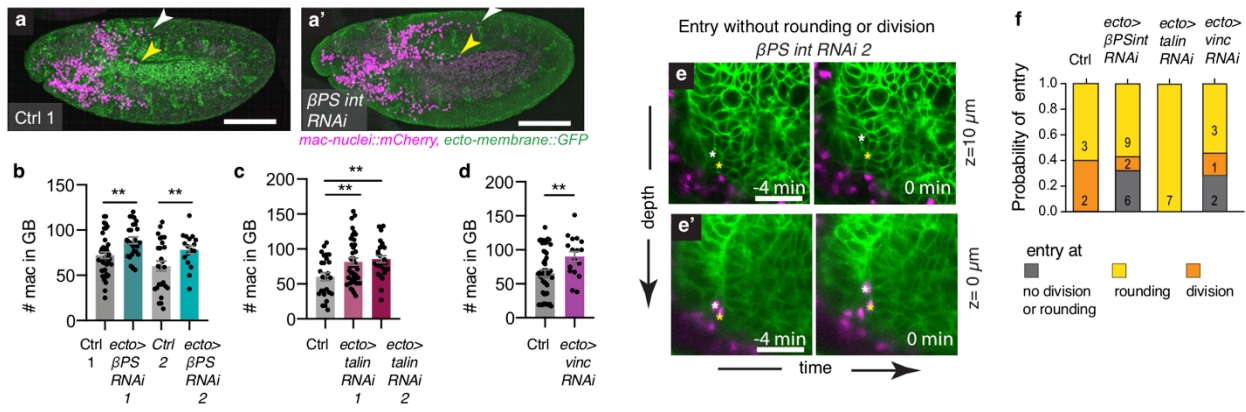 a
Ctrl 1
a'
βPS int
RNAi
mac-nuclei::mCherry, ecto-membrane::GFP
b
# mac in GB
150
100
50
0
**
**
Ctrl
1
ecto>
βPS
RNAi
1
Ctrl
2
ecto>
βPS
RNAi
2
c
# mac in GB
200
150
100
50
0
**
**
Ctrl
ecto>
talin
RNAi
1
ecto>
talin
RNAi
2
d
# mac in GB
200
150
100
50
0
**
Ctrl
ecto>
vinc
RNAi
Entry without rounding or division
βPS int RNAi 2
e
*
*
-4 min
*
*
0 min
z=10 µm
e'
*
*
-4 min
*
*
0 min
z= 0 µm
depth
time
f
Ctrl
ecto>
βPSint
RNAi
ecto>
talin
RNAi
ecto>
vinc
RNAi
Probability of entry
1.0
0.8
0.6
0.4
0.2
0.0
3
2
9
2
6
7
3
1
2
entry at
no division
or rounding
rounding
division